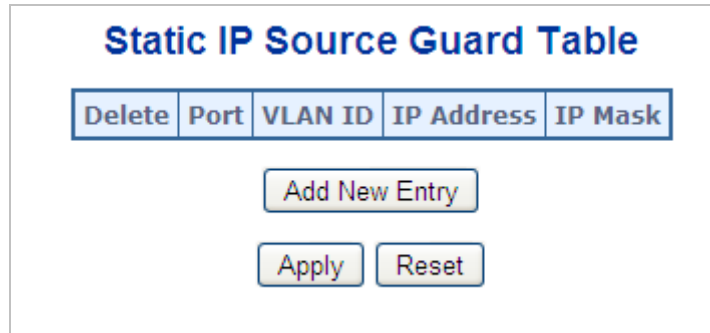 Static IP Source Guard Table
Delete Port VLAN ID IP Address IP Mask
Add New Entry
Apply Reset